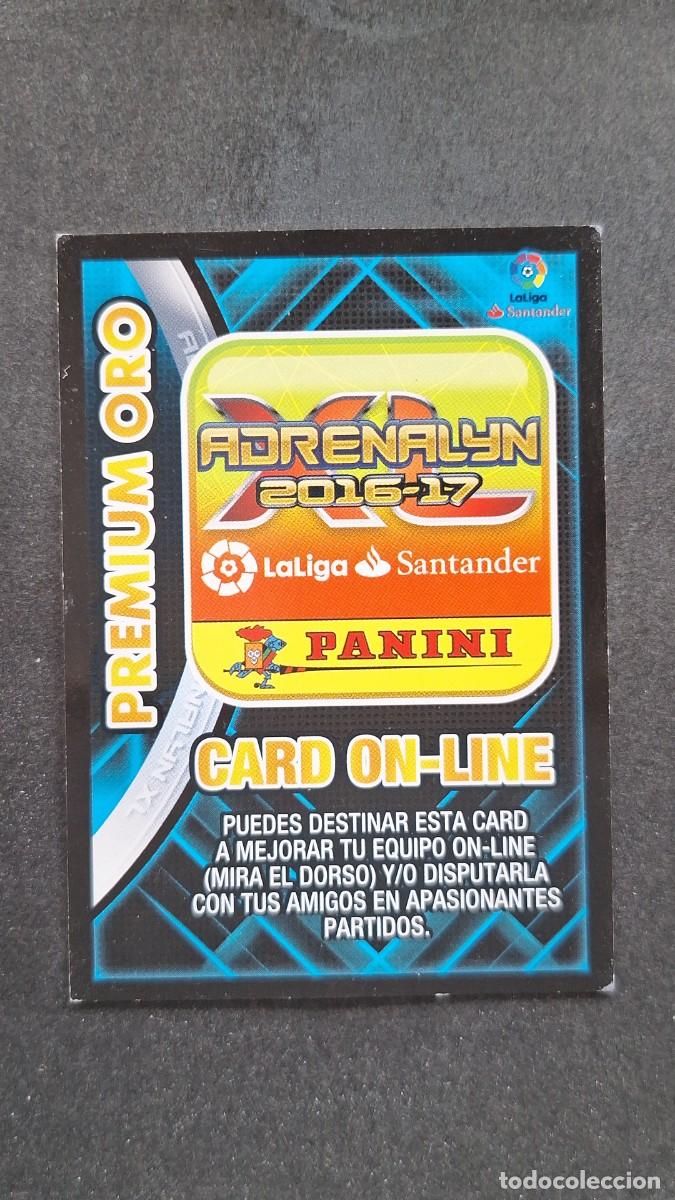 LaLiga
Santander
PREMIUM ORO
ADRENALYN
XL
2016-17
LaLiga Santander
PANINI
CARD ON-LINE
PUEDES DESTINAR ESTA CARD
A MEJORAR TU EQUIPO ON-LINE
(MIRA EL DORSO) Y/O DISPUTARLA
CON TUS AMIGOS EN APASIONANTES
PARTIDOS.
todocoleccion